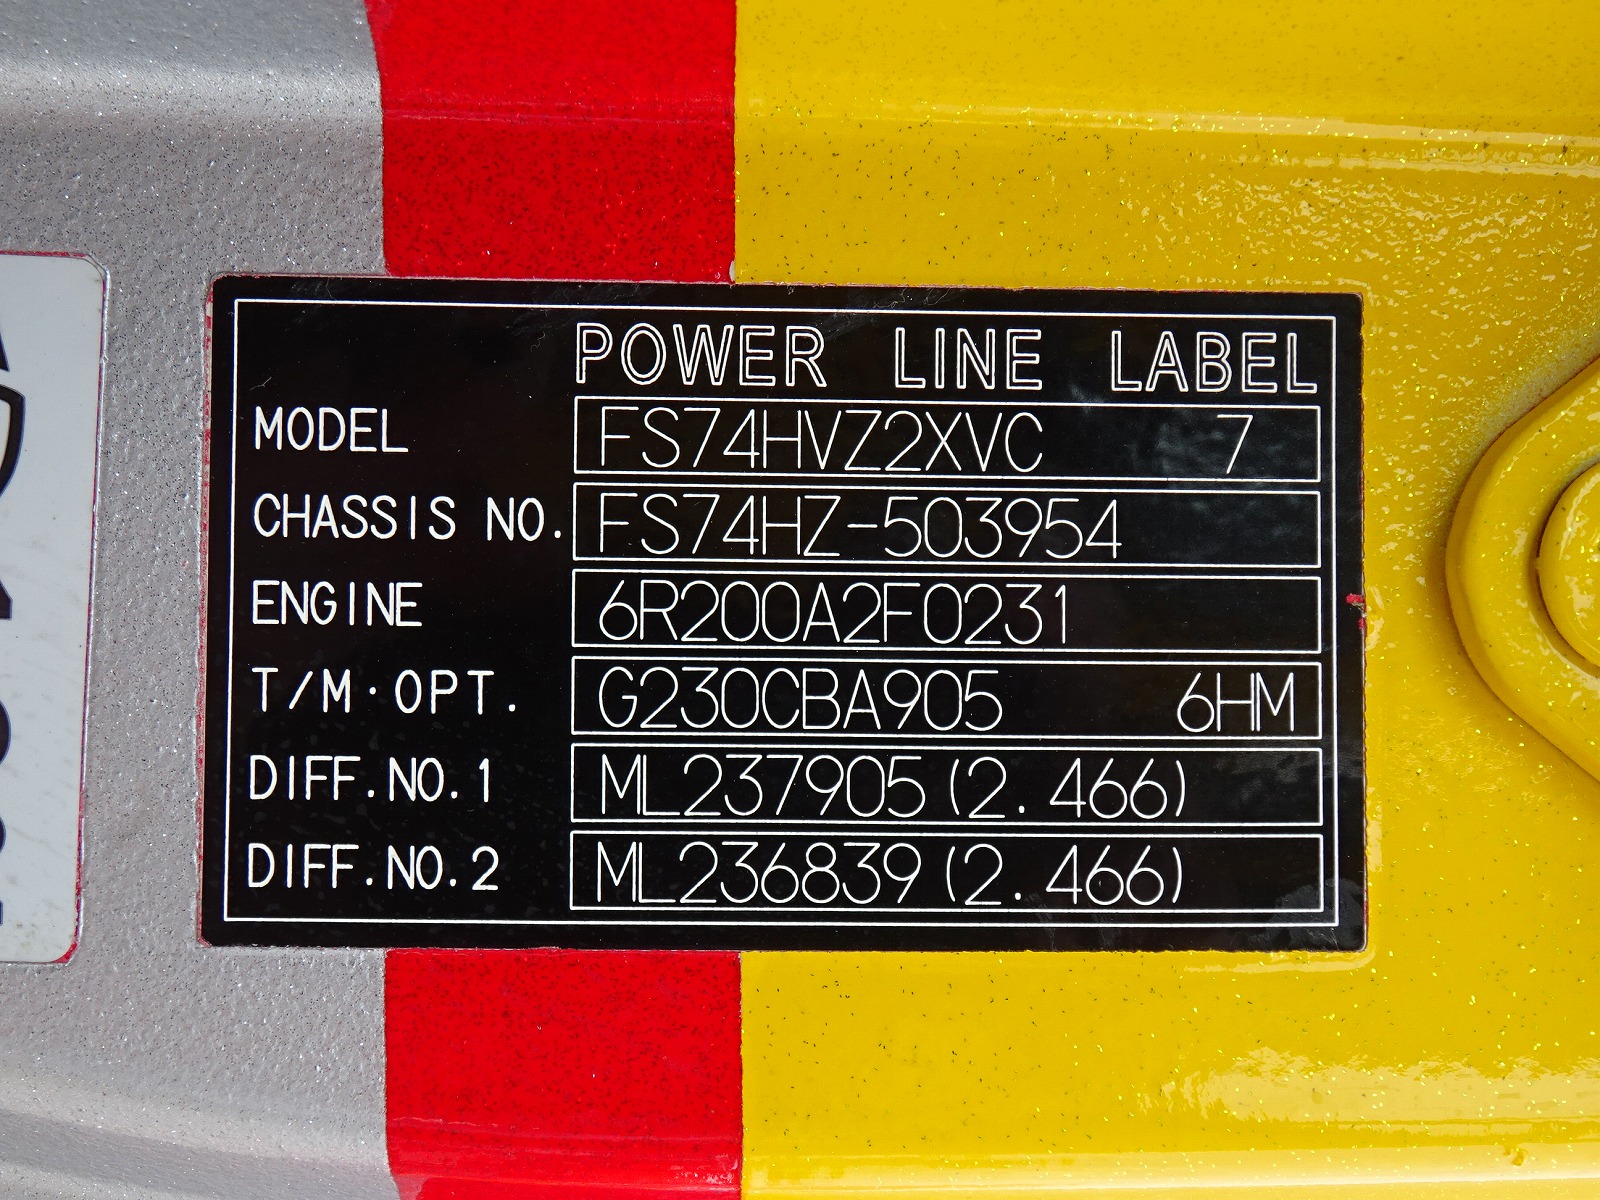 POWER LINE LABEL
MODEL FS74HVZ2XVC 7
CHASSIS NO. FS74HZ-503954
ENGINE 6R200A2F0231
T/M·OPT. G230CBA905 6HM
DIFF.NO.1 ML237905(2.466)
DIFF.NO.2 ML236839(2.466)